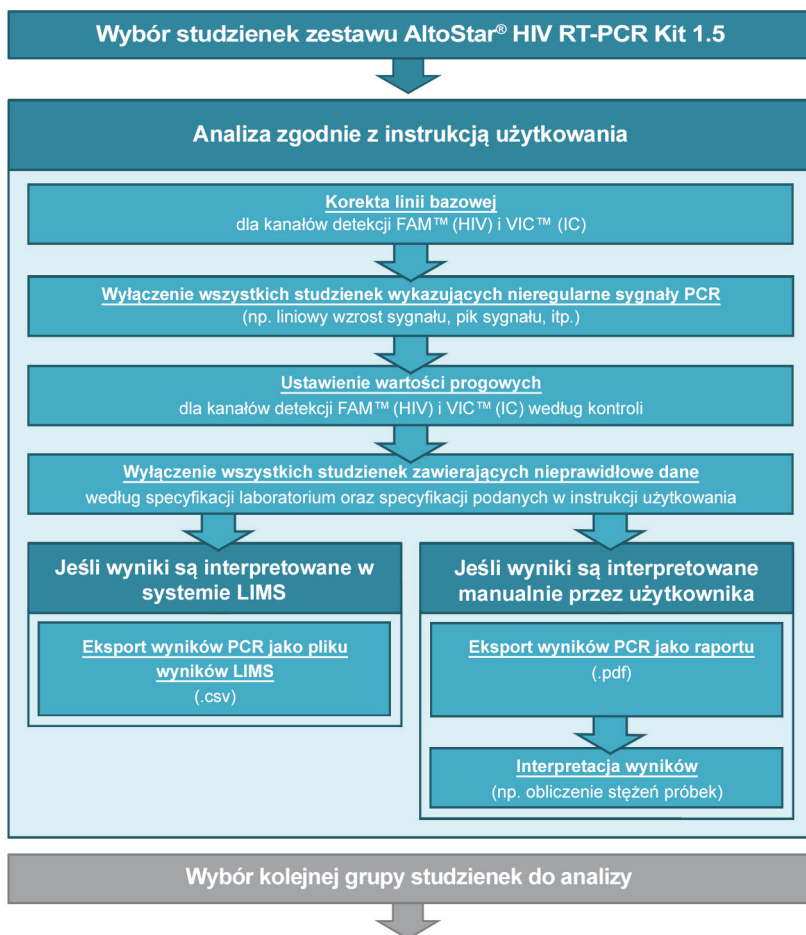 Wybór studzienek zestawu AltoStar® HIV RT-PCR Kit 1.5
Analiza zgodnie z instrukcją użytkowania
Korekta linii bazowej
dla kanałów detekcji FAM™ (HIV) i VIC™ (IC)
Wyłączenie wszystkich studzienek wykazujących nieregularne sygnały PCR
(np. liniowy wzrost sygnału, pik sygnału, itp.)
Ustawienie wartości progowych
dla kanałów detekcji FAM™ (HIV) i VIC™ (IC) według kontroli
Wyłączenie wszystkich studzienek zawierających nieprawidłowe dane
według specyfikacji laboratorium oraz specyfikacji podanych w instrukcji użytkowania
Jeśli wyniki są interpretowane w
systemie LIMS
Eksport wyników PCR jako pliku
wyników LIMS
(.csv)
Jeśli wyniki są interpretowane
manualnie przez użytkownika
Eksport wyników PCR jako raportu
(.pdf)
Interpretacja wyników
(np. obliczenie stężeń próbek)
Wybór kolejnej grupy studzienek do analizy